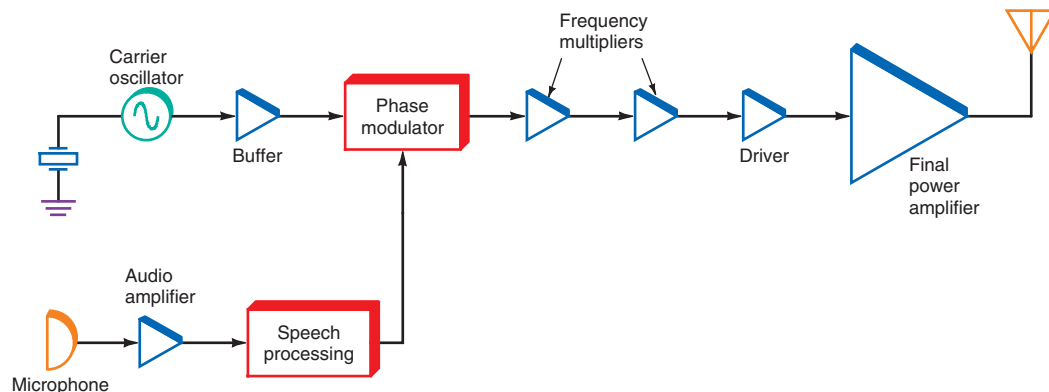 Frequency
multipliers
Carrier
oscillator
Phase
modulator
Buffer
Driver
Final
power
amplifier
Audio
amplifier
Speech
processing
Microphone